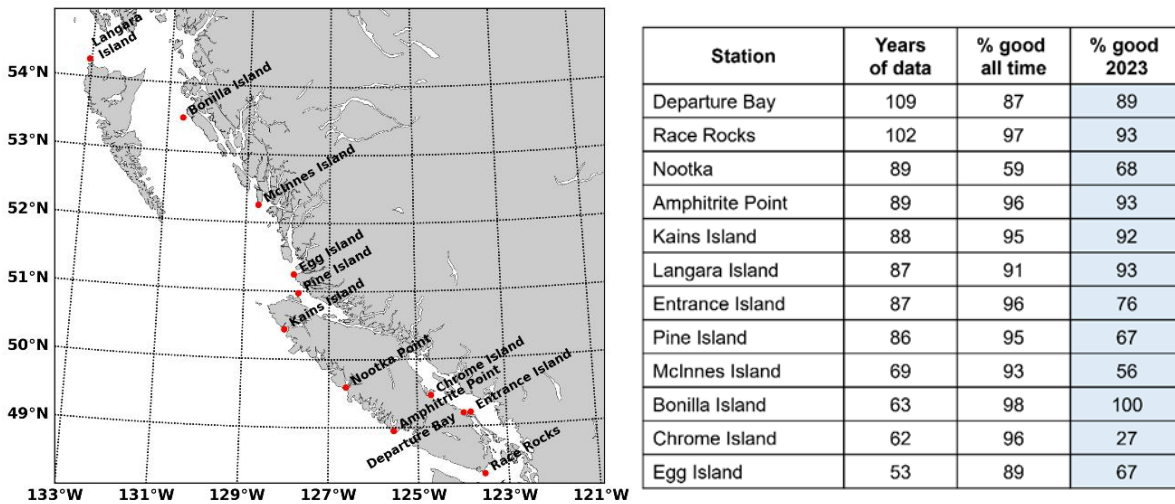 Langara
Island
Bonilla Island
McInnes Island
Egg Island
Pine Island
Kains Island
Nootka Point
Chrome Island
Amphitrite Point
Entrance Island
Departure Bay
Race Rocks
54°N
53°N
52°N
51°N
50°N
49°N
133°W 131°W 129°W 127°W 125°W 123°W 121°W
Station Years of data % good all time % good 2023
Departure Bay 109 87 89
Race Rocks 102 97 93
Nootka 89 59 68
Amphitrite Point 89 96 93
Kains Island 88 95 92
Langara Island 87 91 93
Entrance Island 87 96 76
Pine Island 86 95 67
McInnes Island 69 93 56
Bonilla Island 63 98 100
Chrome Island 62 96 27
Egg Island 53 89 67